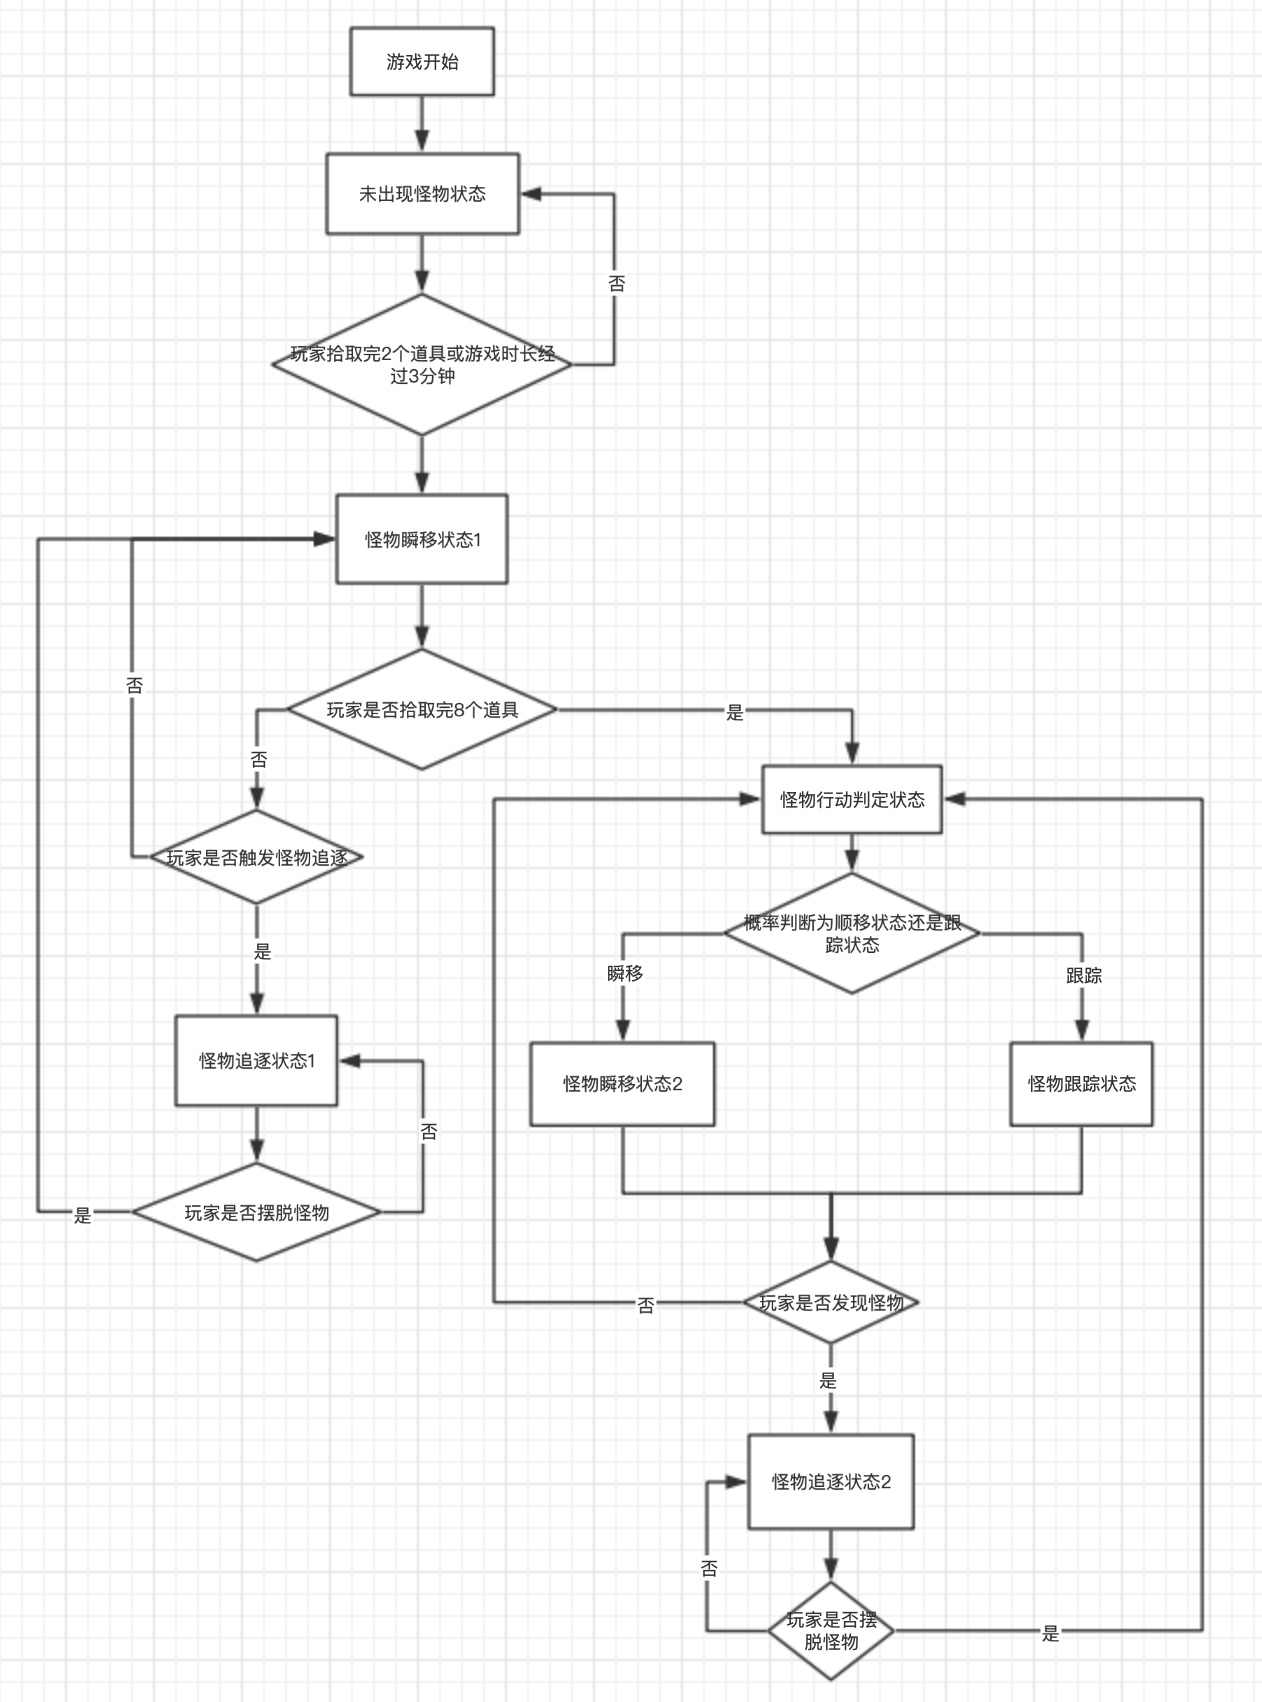 游戏开始
未出现怪物状态
否
玩家拾取完2个道具或游戏时长经
过3分钟
怪物瞬移状态1
否
玩家是否拾取完8个道具
是
否
怪物行动判定状态
玩家是否触发怪物追逐
概率判断为顺移状态还是跟
踪状态
是
瞬移
跟踪
怪物追逐状态1
怪物瞬移状态2
怪物跟踪状态
否
玩家是否摆脱怪物
是
玩家是否发现怪物
否
是
怪物追逐状态2
否
玩家是否摆
脱怪物
是